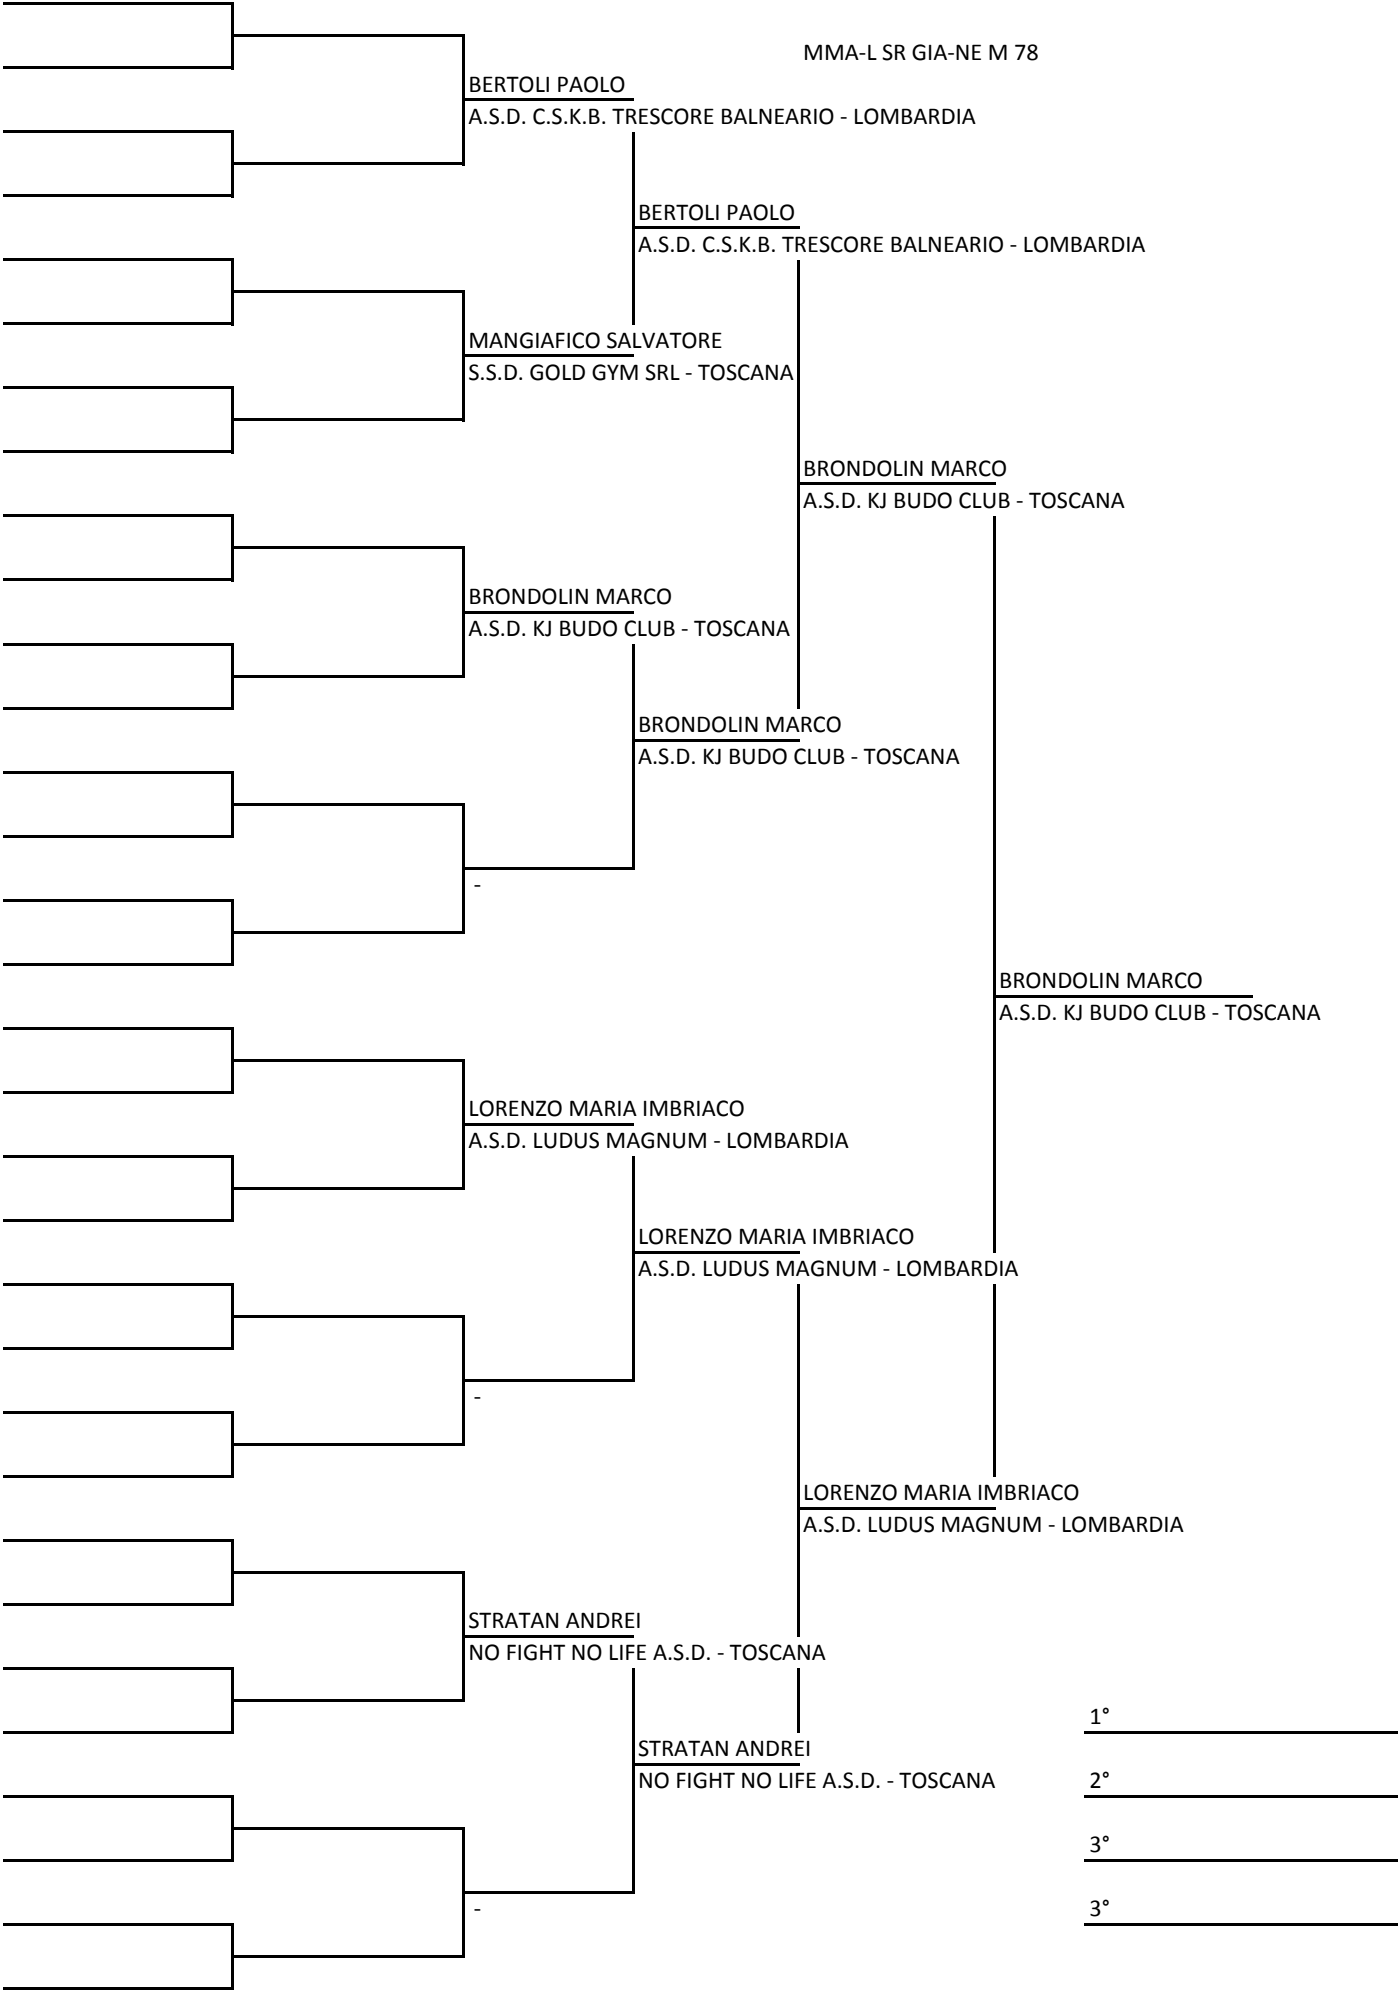 MMA-L SR GIA-NE M 78
BERTOLI PAOLO
A.S.D. C.S.K.B. TRESCORE BALNEARIO - LOMBARDIA
BERTOLI PAOLO
A.S.D. C.S.K.B. TRESCORE BALNEARIO - LOMBARDIA
MANGIAFICO SALVATORE
S.S.D. GOLD GYM SRL - TOSCANA
BRONDOLIN MARCO
A.S.D. KJ BUDO CLUB - TOSCANA
BRONDOLIN MARCO
A.S.D. KJ BUDO CLUB - TOSCANA
BRONDOLIN MARCO
A.S.D. KJ BUDO CLUB - TOSCANA
-
BRONDOLIN MARCO
A.S.D. KJ BUDO CLUB - TOSCANA
LORENZO MARIA IMBRIACO
A.S.D. LUDUS MAGNUM - LOMBARDIA
LORENZO MARIA IMBRIACO
A.S.D. LUDUS MAGNUM - LOMBARDIA
-
LORENZO MARIA IMBRIACO
A.S.D. LUDUS MAGNUM - LOMBARDIA
STRATAN ANDREI
NO FIGHT NO LIFE A.S.D. - TOSCANA
1°
STRATAN ANDREI
NO FIGHT NO LIFE A.S.D. - TOSCANA
2°
3°
-
3°